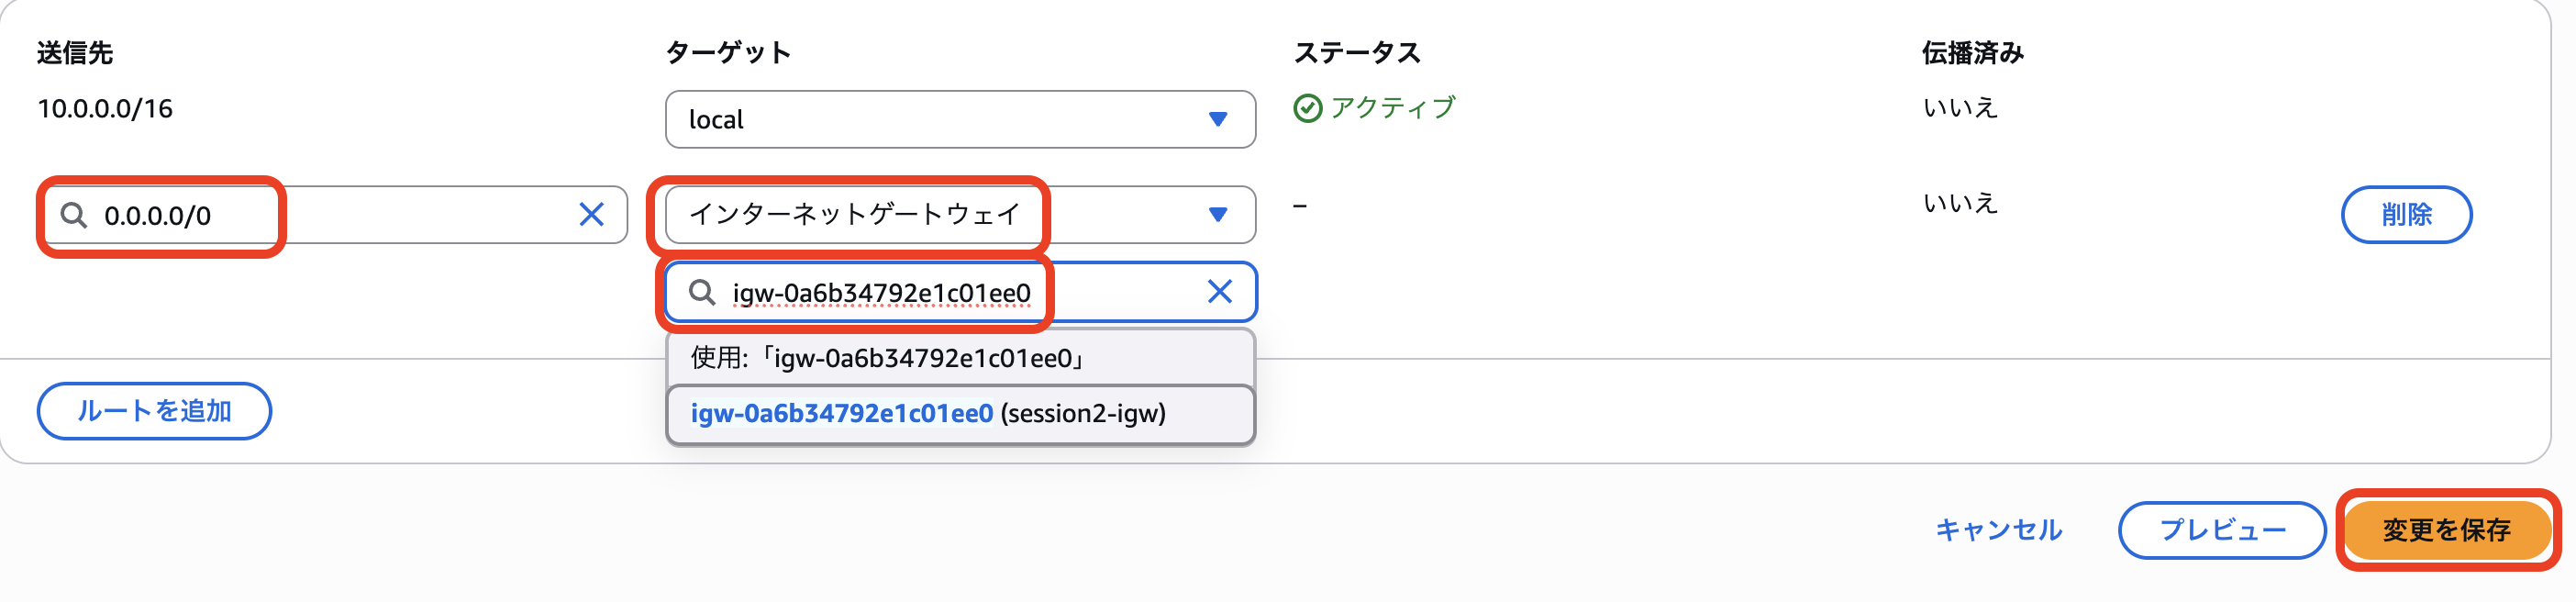 送信先 ターゲット ステータス 伝播済み
10.0.0.0/16 local アクティブ いいえ
0.0.0.0/0 インターネットゲートウェイ – いいえ 削除
igw-0a6b34792e1c01ee0
使用:「igw-0a6b34792e1c01ee0」
igw-0a6b34792e1c01ee0 (session2-igw)
ルートを追加
キャンセル プレビュー 変更を保存